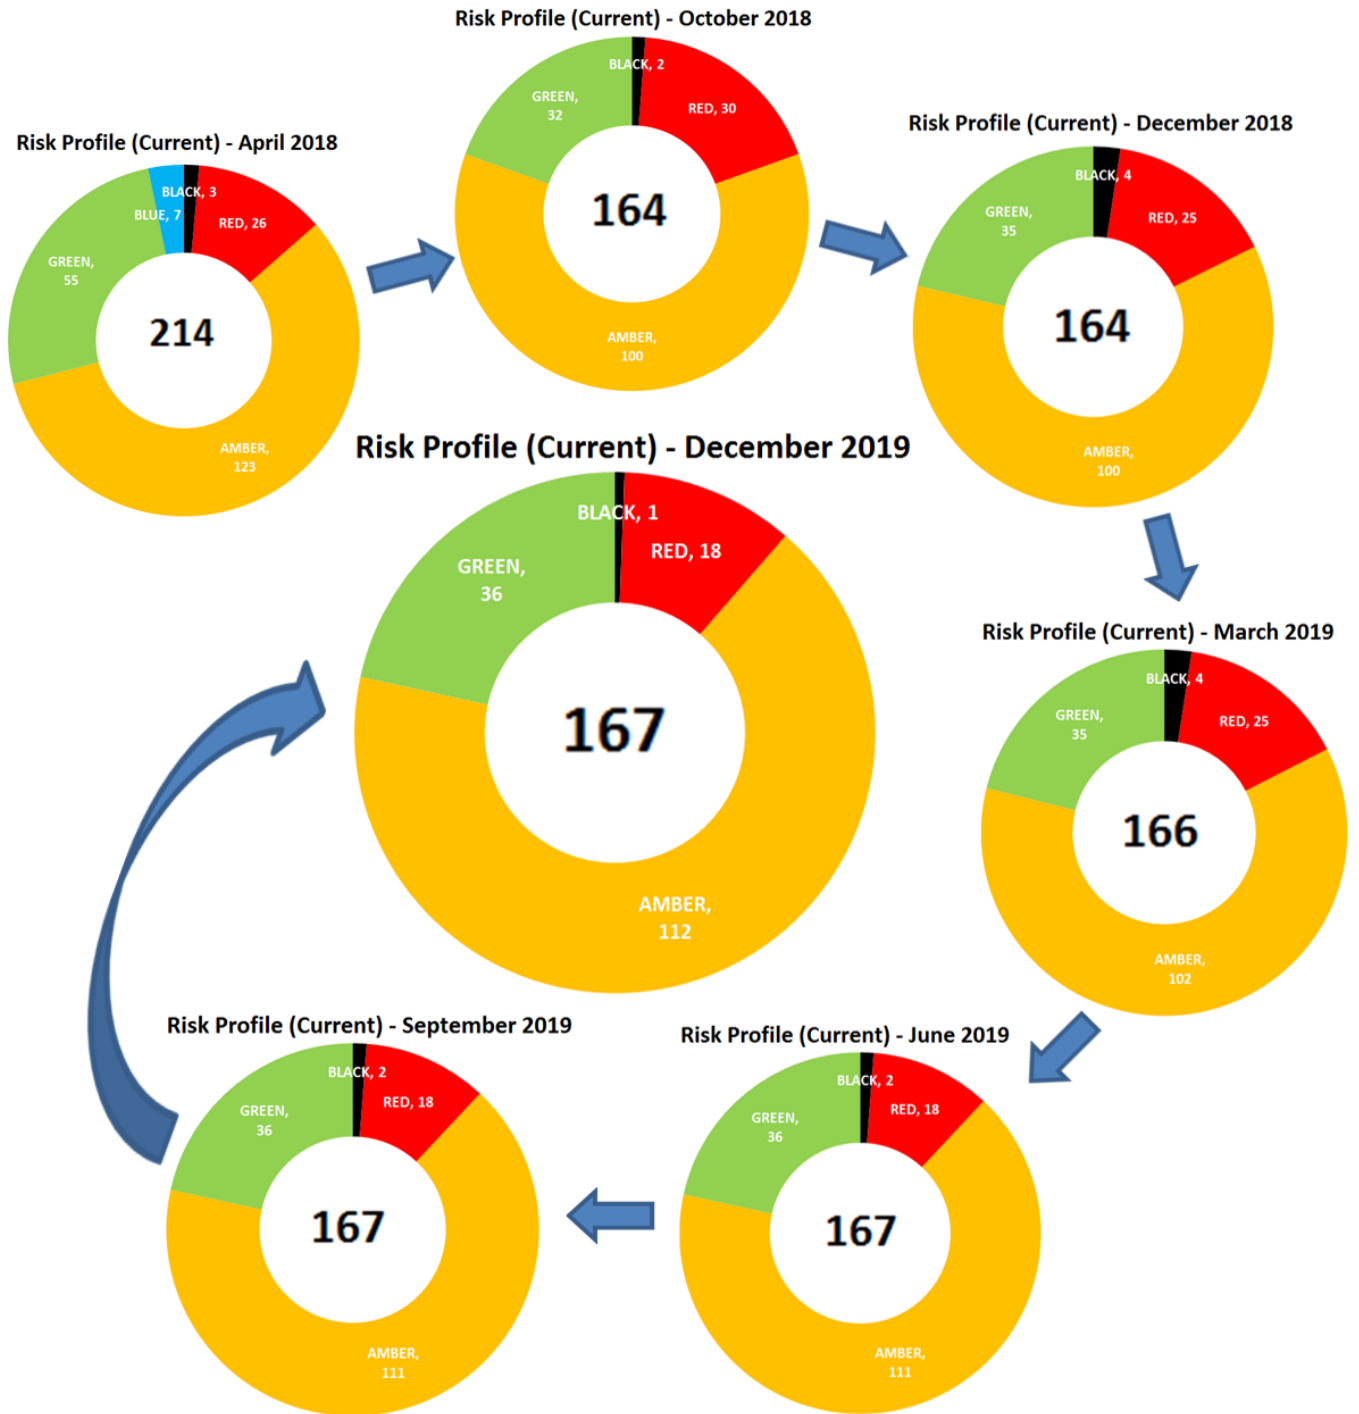 Risk Profile (Current) - October 2018
BLACK, 2
RED, 30
GREEN,
32
164
AMBER,
100
Risk Profile (Current) - April 2018
BLACK, 3
BLUE, 7
RED, 26
GREEN,
55
214
AMBER,
123
Risk Profile (Current) - December 2018
BLACK, 4
RED, 25
GREEN,
35
164
AMBER,
100
Risk Profile (Current) - December 2019
BLACK, 1
RED, 18
GREEN,
36
167
AMBER,
112
Risk Profile (Current) - March 2019
BLACK, 4
RED, 25
GREEN,
35
166
AMBER,
102
Risk Profile (Current) - September 2019
BLACK, 2
RED, 18
GREEN,
36
167
AMBER,
111
Risk Profile (Current) - June 2019
BLACK, 2
RED, 18
GREEN,
36
167
AMBER,
111